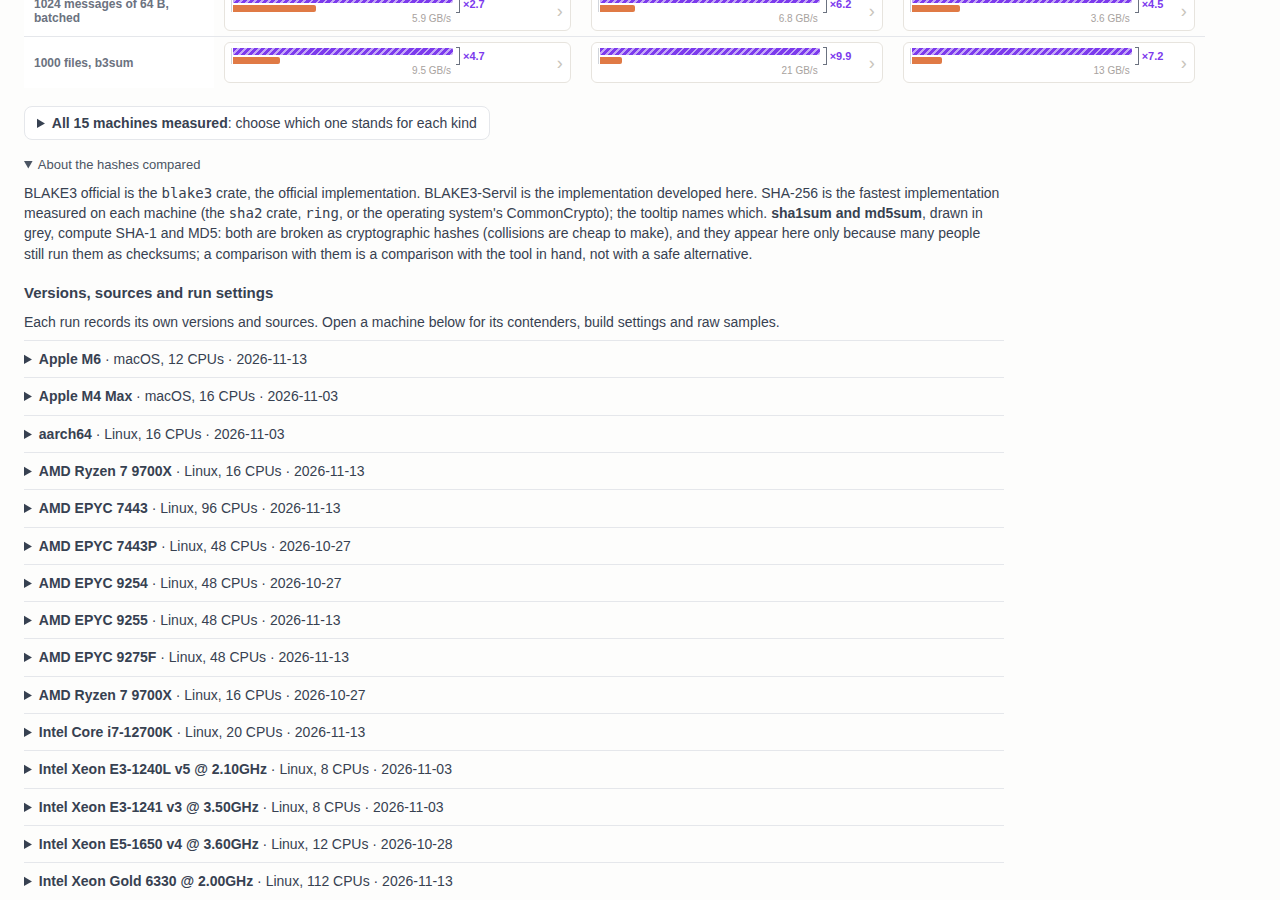 1024 messages of 64 B,
batched
×2.7
5.9 GB/s
×6.2
6.8 GB/s
×4.5
3.6 GB/s
1000 files, b3sum
×4.7
9.5 GB/s
×9.9
21 GB/s
×7.2
13 GB/s
All 15 machines measured: choose which one stands for each kind
About the hashes compared
BLAKE3 official is the blake3 crate, the official implementation. BLAKE3-Servil is the implementation developed here. SHA-256 is the fastest implementation
measured on each machine (the sha2 crate, ring, or the operating system's CommonCrypto); the tooltip names which. sha1sum and md5sum, drawn in
grey, compute SHA-1 and MD5: both are broken as cryptographic hashes (collisions are cheap to make), and they appear here only because many people
still run them as checksums; a comparison with them is a comparison with the tool in hand, not with a safe alternative.
Versions, sources and run settings
Each run records its own versions and sources. Open a machine below for its contenders, build settings and raw samples.
Apple M6 · macOS, 12 CPUs · 2026-11-13
Apple M4 Max · macOS, 16 CPUs · 2026-11-03
aarch64 · Linux, 16 CPUs · 2026-11-03
AMD Ryzen 7 9700X · Linux, 16 CPUs · 2026-11-13
AMD EPYC 7443 · Linux, 96 CPUs · 2026-11-13
AMD EPYC 7443P · Linux, 48 CPUs · 2026-10-27
AMD EPYC 9254 · Linux, 48 CPUs · 2026-10-27
AMD EPYC 9255 · Linux, 48 CPUs · 2026-11-13
AMD EPYC 9275F · Linux, 48 CPUs · 2026-11-13
AMD Ryzen 7 9700X · Linux, 16 CPUs · 2026-10-27
Intel Core i7-12700K · Linux, 20 CPUs · 2026-11-13
Intel Xeon E3-1240L v5 @ 2.10GHz · Linux, 8 CPUs · 2026-11-03
Intel Xeon E3-1241 v3 @ 3.50GHz · Linux, 8 CPUs · 2026-11-03
Intel Xeon E5-1650 v4 @ 3.60GHz · Linux, 12 CPUs · 2026-10-28
Intel Xeon Gold 6330 @ 2.00GHz · Linux, 112 CPUs · 2026-11-13